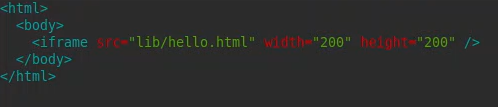 <html>
<body>
<iframe src="lib/hello.html" width="200" height="200" />
</body>
</html>